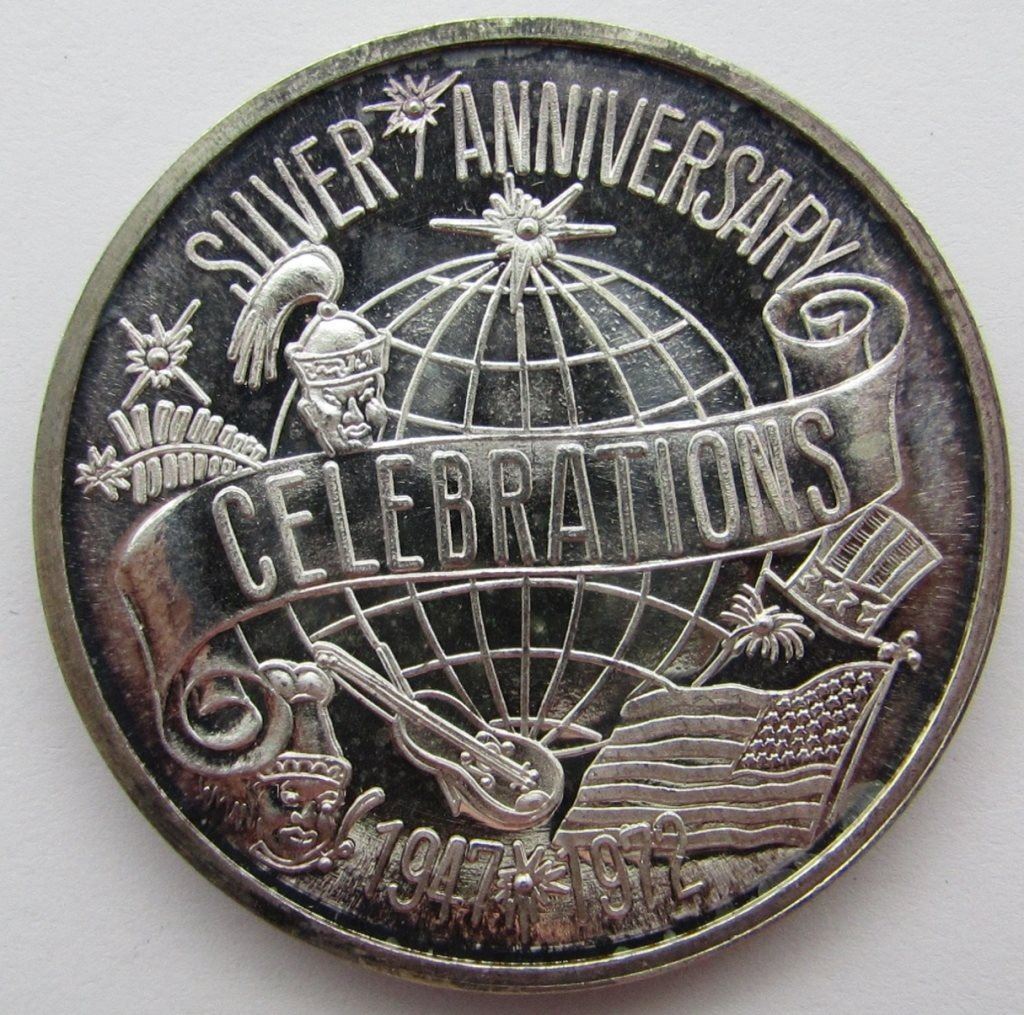 SILVER ANNIVERSARY
CELEBRATIONS
1947 1972